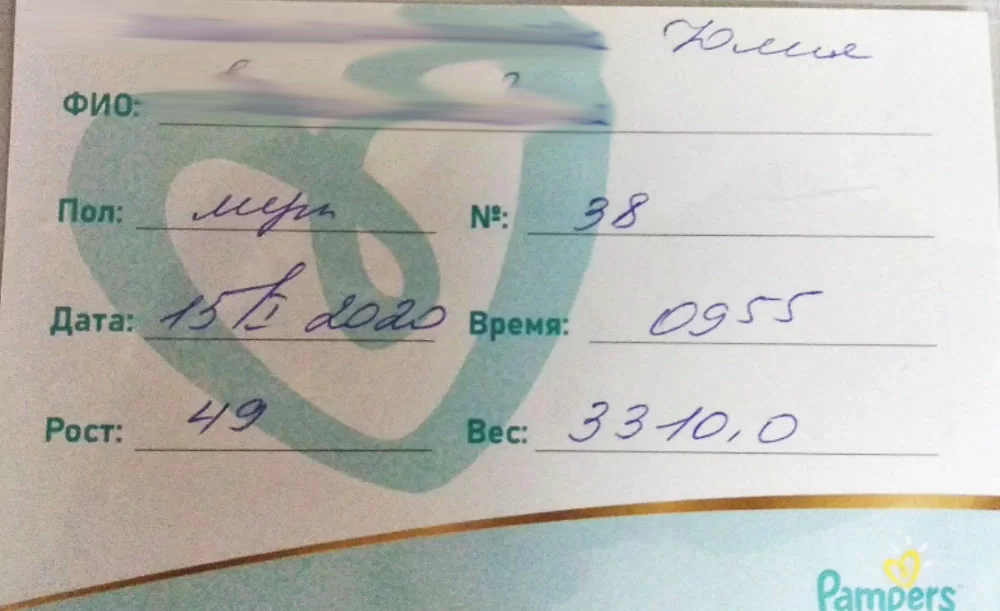 Юлия
ФИО:
Пол: муж №: 38
Дата: 15/I 2020 Время: 0955
Рост: 49 Вес: 3310,0
Pampers